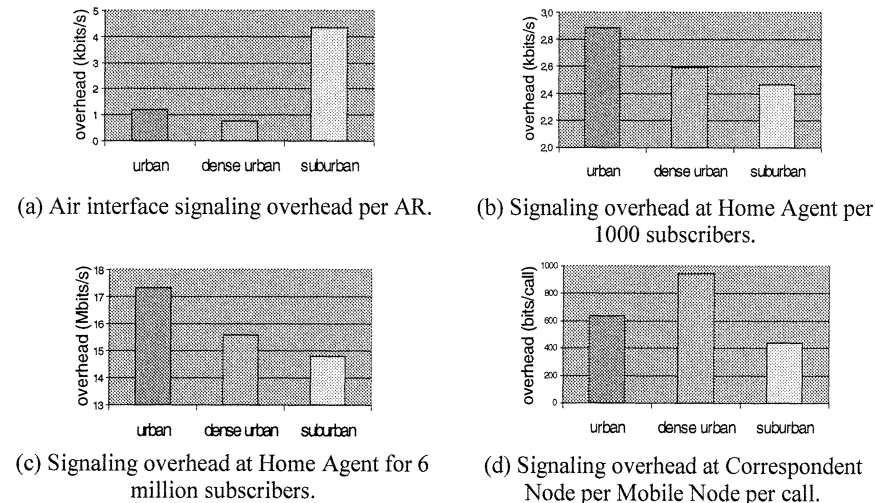 overhead (kbits/s)
5
4
3
2
1
0
urban dense urban suburban
(a) Air interface signaling overhead per AR.
overhead (kbits/s)
3,0
2,8
2,6
2,4
2,2
2,0
urban dense urban suburban
(b) Signaling overhead at Home Agent per
1000 subscribers.
overhead (Mbits/s)
18
17
16
15
14
13
urban dense urban suburban
(c) Signaling overhead at Home Agent for 6
million subscribers.
overhead (bits/call)
1000
800
600
400
200
0
urban dense urban suburban
(d) Signaling overhead at Correspondent
Node per Mobile Node per call.